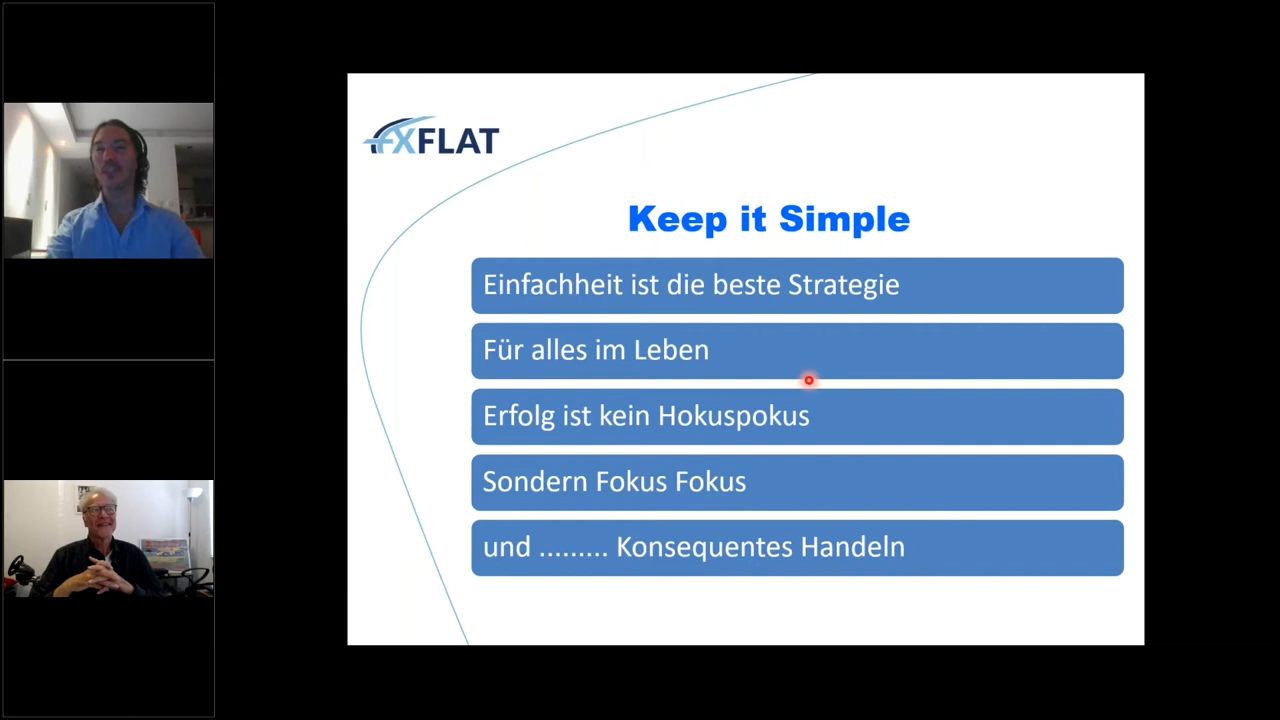 FXFLAT
Keep it Simple
Einfachheit ist die beste Strategie
Für alles im Leben
Erfolg ist kein Hokuspokus
Sondern Fokus Fokus
und ......... Konsequentes Handeln